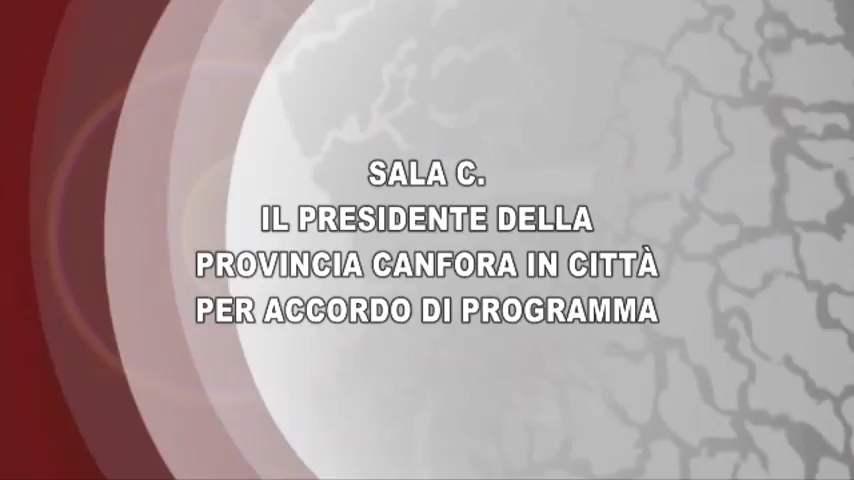 SALA C.
IL PRESIDENTE DELLA
PROVINCIA CANFORA IN CITTÀ
PER ACCORDO DI PROGRAMMA